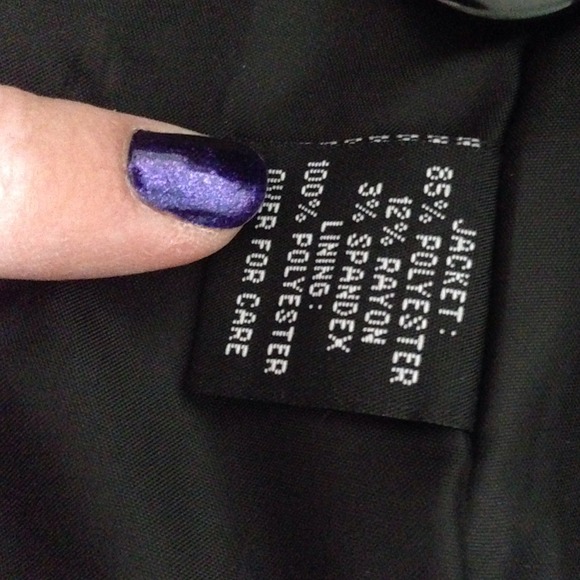 JACKET:
85% POLYESTER
12% RAYON
3% SPANDEX
LINING:
100% POLYESTER
OVER FOR CARE